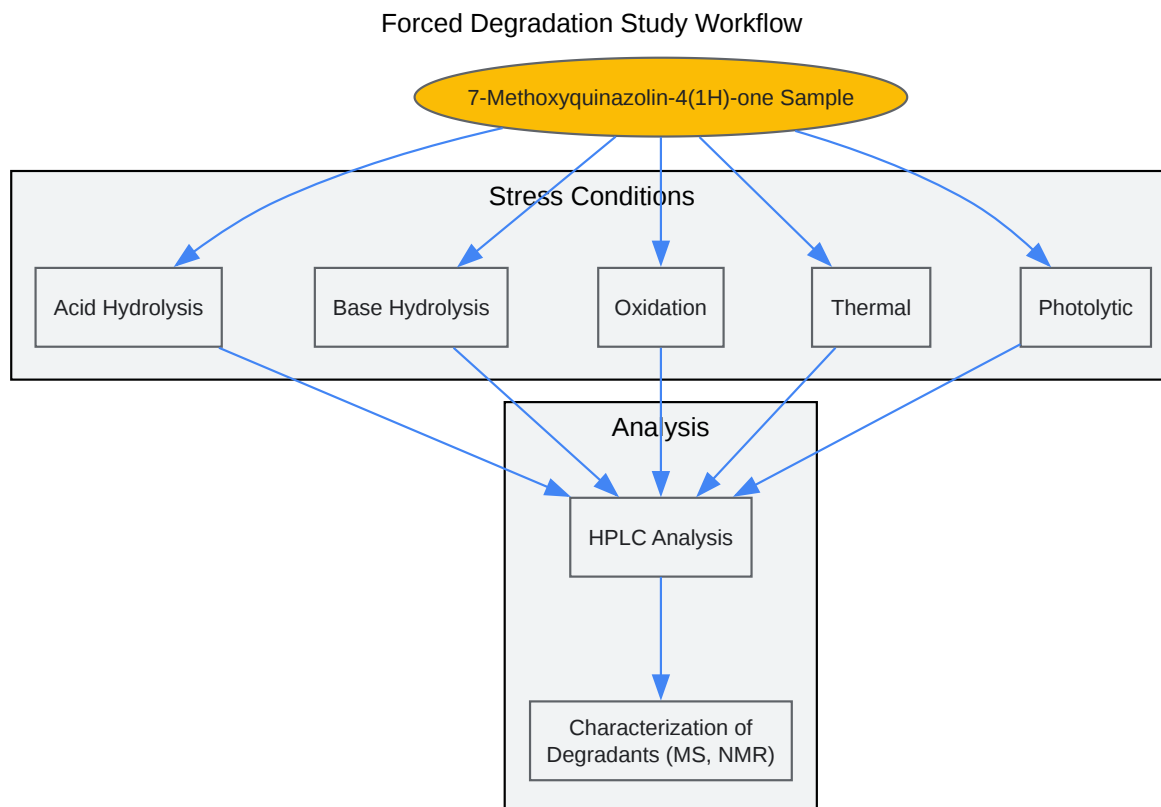 Forced Degradation Study Workflow
7-Methoxyquinazolin-4(1H)-one Sample
Stress Conditions
Acid Hydrolysis
Base Hydrolysis
Oxidation
Thermal
Photolytic
Analysis
HPLC Analysis
Characterization of
Degradants (MS, NMR)